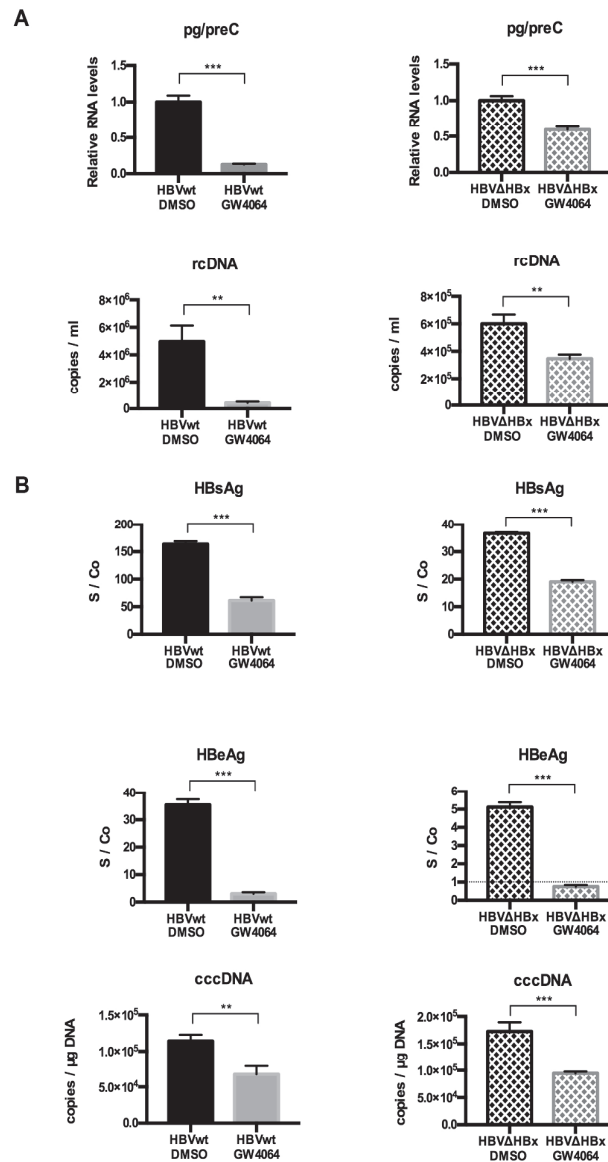 A
pg/preC
Relative RNA levels
1.5
1.0
0.5
0.0
***
HBVwt
DMSO
HBVwt
GW4064
pg/preC
Relative RNA levels
1.5
1.0
0.5
0.0
***
HBVΔHBx
DMSO
HBVΔHBx
GW4064
rcDNA
copies / ml
8×10⁶
6×10⁶
4×10⁶
2×10⁶
0
**
HBVwt
DMSO
HBVwt
GW4064
rcDNA
copies / ml
8×10⁵
6×10⁵
4×10⁵
2×10⁵
0
**
HBVΔHBx
DMSO
HBVΔHBx
GW4064
B
HBsAg
S / Co
200
150
100
50
0
***
HBVwt
DMSO
HBVwt
GW4064
HBsAg
S / Co
40
30
20
10
0
***
HBVΔHBx
DMSO
HBVΔHBx
GW4064
HBeAg
S / Co
40
30
20
10
0
***
HBVwt
DMSO
HBVwt
GW4064
HBeAg
S / Co
6
5
4
3
2
1
0
***
HBVΔHBx
DMSO
HBVΔHBx
GW4064
cccDNA
copies / µg DNA
1.5×10⁵
1.0×10⁵
5.0×10⁴
0.0
**
HBVwt
DMSO
HBVwt
GW4064
cccDNA
copies / µg DNA
2.0×10⁵
1.5×10⁵
1.0×10⁵
5.0×10⁴
0.0
***
HBVΔHBx
DMSO
HBVΔHBx
GW4064